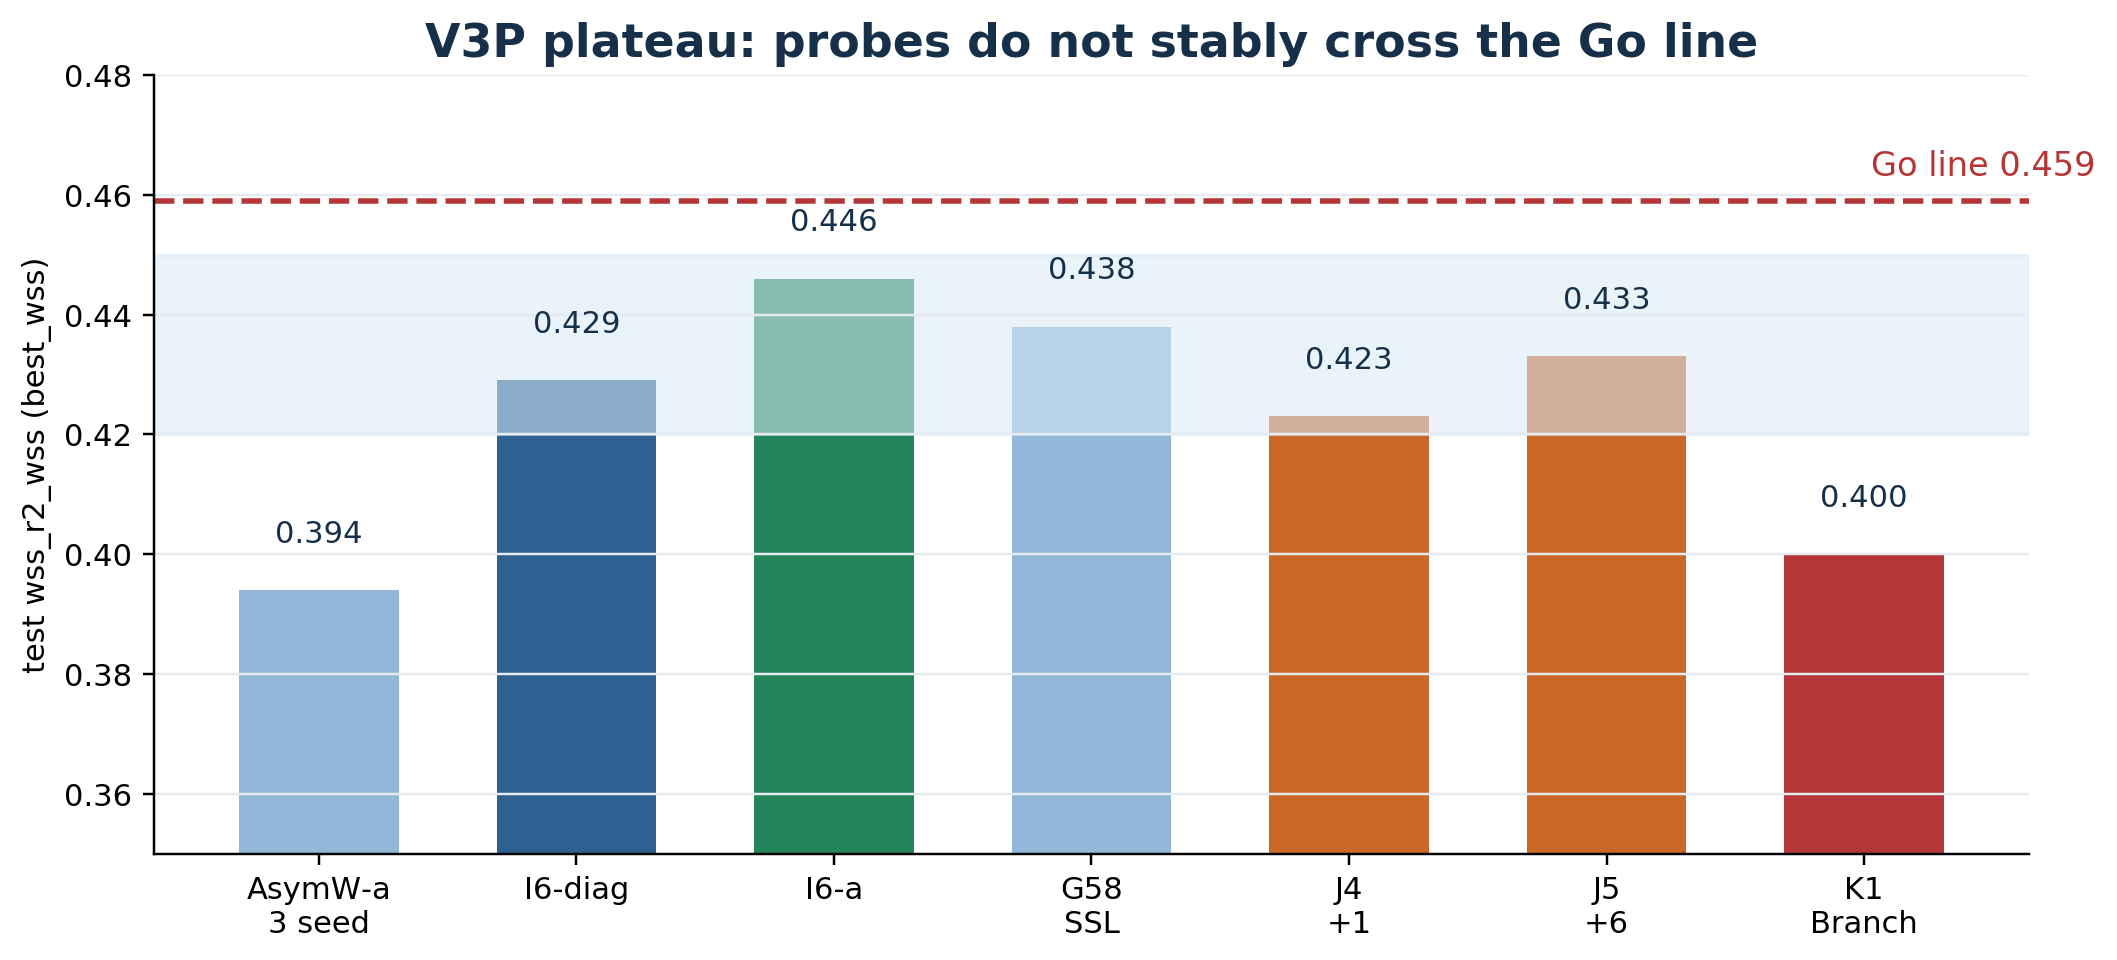 V3P plateau: probes do not stably cross the Go line
0.48
0.46
0.44
0.42
0.40
0.38
0.36
test wss_r2_wss (best_wss)
Go line 0.459
0.394
0.429
0.446
0.438
0.423
0.433
0.400
AsymW-a
3 seed
I6-diag
I6-a
G58
SSL
J4
+1
J5
+6
K1
Branch